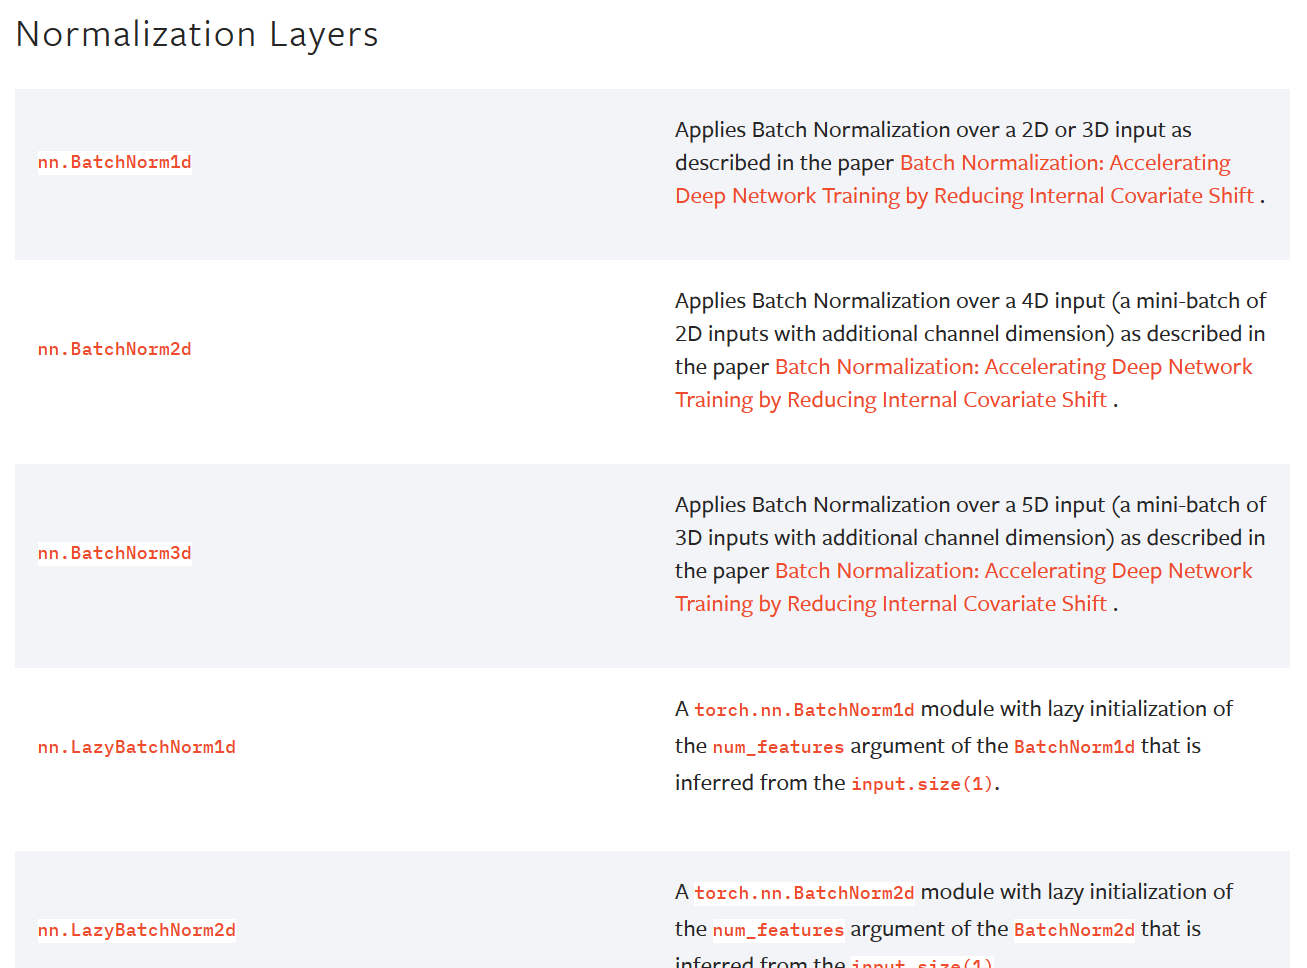 Normalization Layers
nn.BatchNorm1d
Applies Batch Normalization over a 2D or 3D input as
described in the paper Batch Normalization: Accelerating
Deep Network Training by Reducing Internal Covariate Shift .
nn.BatchNorm2d
Applies Batch Normalization over a 4D input (a mini-batch of
2D inputs with additional channel dimension) as described in
the paper Batch Normalization: Accelerating Deep Network
Training by Reducing Internal Covariate Shift .
nn.BatchNorm3d
Applies Batch Normalization over a 5D input (a mini-batch of
3D inputs with additional channel dimension) as described in
the paper Batch Normalization: Accelerating Deep Network
Training by Reducing Internal Covariate Shift .
nn.LazyBatchNorm1d
A torch.nn.BatchNorm1d module with lazy initialization of
the num_features argument of the BatchNorm1d that is
inferred from the input.size(1).
nn.LazyBatchNorm2d
A torch.nn.BatchNorm2d module with lazy initialization of
the num_features argument of the BatchNorm2d that is
inferred from the input.size(1)